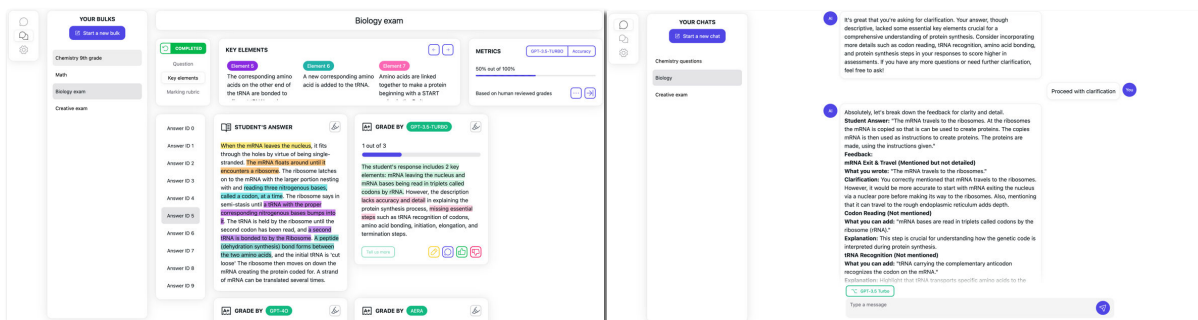 YOUR BULKS
Start a new bulk
Chemistry 9th grade
Math
Biology exam
Creative exam
Biology exam
COMPLETED
Question
Key elements
Marking rubric
KEY ELEMENTS
Element 5
The corresponding amino
acids on the other end of
the tRNA are bonded to
Element 6
A new corresponding amino
acid is added to the tRNA.
Element 7
Amino acids are linked
together to make a protein
beginning with a START
METRICS
GPT-3.5-TURBO
Accuracy
50% out of 100%
Based on human reviewed grades
Answer ID 0
Answer ID 1
Answer ID 2
Answer ID 3
Answer ID 4
Answer ID 5
Answer ID 6
Answer ID 7
Answer ID 8
Answer ID 9
STUDENT'S ANSWER
When the mRNA leaves the nucleus, it fits
through the holes by virtue of being single-
stranded. The mRNA floats around until it
encounters a ribosome. The ribosome latches
on to the mRNA with the larger portion nesting
with and reading three nitrogenous bases,
called a codon, at a time. The ribosome says in
semi-stasis until a tRNA with the proper
corresponding nitrogenous bases bumps into
it. The tRNA is held by the ribosome until the
second codon has been read, and a second
tRNA is bonded to by the Ribosome. A peptide
(dehydration synthesis) bond forms between
the two amino acids, and the initial tRNA is 'cut
loose' The ribosome then moves on down the
mRNA creating the protein coded for. A strand
of mRNA can be translated several times.
A+ GRADE BY GPT-3.5-TURBO
1 out of 3
The student's response includes 2 key
elements: mRNA leaving the nucleus and
mRNA bases being read in triplets called
codons by rRNA. However, the description
lacks accuracy and detail in explaining the
protein synthesis process, missing essential
steps such as tRNA recognition of codons,
amino acid bonding, initiation, elongation, and
termination steps.
Tell us more
A+ GRADE BY GPT-4O
A+ GRADE BY AERA
YOUR CHATS
Start a new chat
Chemistry questions
Biology
Creative exam
AI
It's great that you're asking for clarification. Your answer, though
descriptive, lacked some essential key elements crucial for a
comprehensive understanding of protein synthesis. Consider incorporating
more details such as codon reading, tRNA recognition, amino acid bonding,
and protein synthesis steps in your responses to score higher in
assessments. If you have any more questions or need further clarification,
feel free to ask!
Proceed with clarification
You
AI
Absolutely, let's break down the feedback for clarity and detail.
Student Answer: "The mRNA travels to the ribosomes. At the ribosomes
the mRNA is copied so that is can be used to create proteins. The copies
mRNA is then used as instructions to create proteins. The proteins are
made, using the instructions given."
Feedback:
mRNA Exit & Travel (Mentioned but not detailed)
What you wrote: "The mRNA travels to the ribosomes."
Clarification: You correctly mentioned that mRNA travels to the ribosomes.
However, it would be more accurate to start with mRNA exiting the nucleus
via a nuclear pore before making its way to the ribosome. Also, mentioning
that it can travel to the rough endoplasmic reticulum adds depth.
Codon Reading (Not mentioned)
What you can add: "mRNA bases are read in triplets called codons by the
ribosome (rRNA)."
Explanation: This step is crucial for understanding how the genetic code is
interpreted during protein synthesis.
tRNA Recognition (Not mentioned)
What you can add: "tRNA carrying the complementary anticodon
recognizes the codon on the mRNA."
Explanation: Highlight that tRNA transports specific amino acids to the
GPT-3.5 Turbo
Type a message